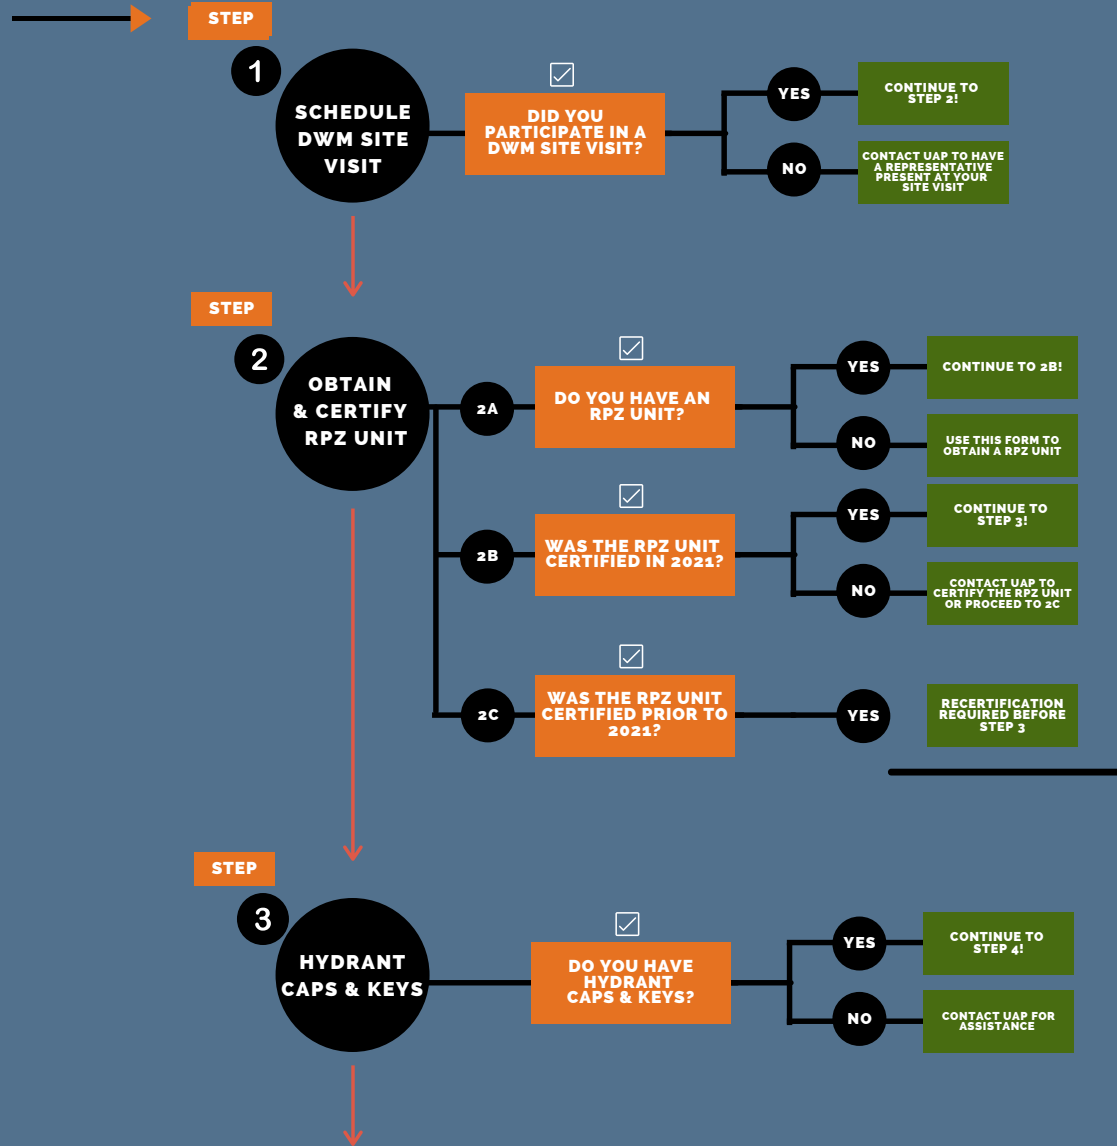 STEP
1
SCHEDULE
DWM SITE
VISIT
DID YOU
PARTICIPATE IN A
DWM SITE VISIT?
YES
CONTINUE TO
STEP 2!
NO
CONTACT UAP TO HAVE
A REPRESENTATIVE
PRESENT AT YOUR
SITE VISIT
STEP
2
OBTAIN
& CERTIFY
RPZ UNIT
2A
DO YOU HAVE AN
RPZ UNIT?
YES
CONTINUE TO 2B!
NO
USE THIS FORM TO
OBTAIN A RPZ UNIT
2B
WAS THE RPZ UNIT
CERTIFIED IN 2021?
YES
CONTINUE TO
STEP 3!
NO
CONTACT UAP TO
CERTIFY THE RPZ UNIT
OR PROCEED TO 2C
2C
WAS THE RPZ UNIT
CERTIFIED PRIOR TO
2021?
YES
RECERTIFICATION
REQUIRED BEFORE
STEP 3
STEP
3
HYDRANT
CAPS & KEYS
DO YOU HAVE
HYDRANT
CAPS & KEYS?
YES
CONTINUE TO
STEP 4!
NO
CONTACT UAP FOR
ASSISTANCE